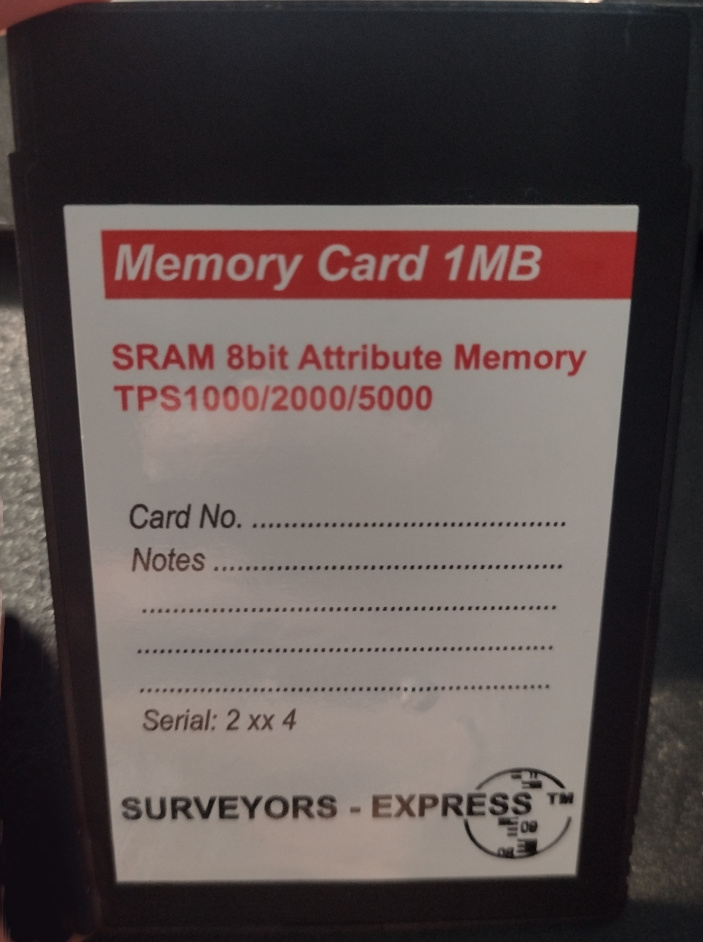 Memory Card 1MB
SRAM 8bit Attribute Memory
TPS1000/2000/5000
Card No. ..........................................
Notes ..............................................
........................................................
........................................................
........................................................
Serial: 2 xx 4
SURVEYORS - EXPRESS ™
09